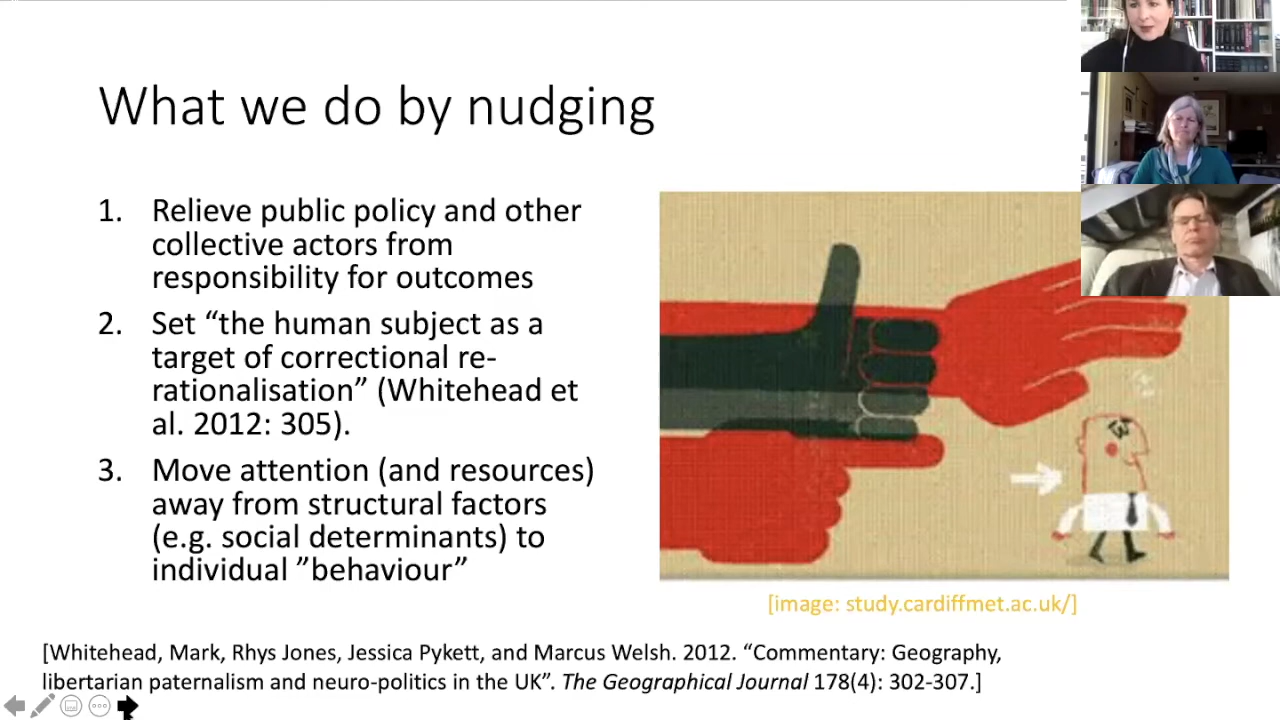 What we do by nudging
1. Relieve public policy and other
collective actors from
responsibility for outcomes
2. Set “the human subject as a
target of correctional re-
rationalisation” (Whitehead et
al. 2012: 305).
3. Move attention (and resources)
away from structural factors
(e.g. social determinants) to
individual ”behaviour”
[image: study.cardiffmet.ac.uk/]
[Whitehead, Mark, Rhys Jones, Jessica Pykett, and Marcus Welsh. 2012. “Commentary: Geography,
libertarian paternalism and neuro-politics in the UK”. The Geographical Journal 178(4): 302-307.]